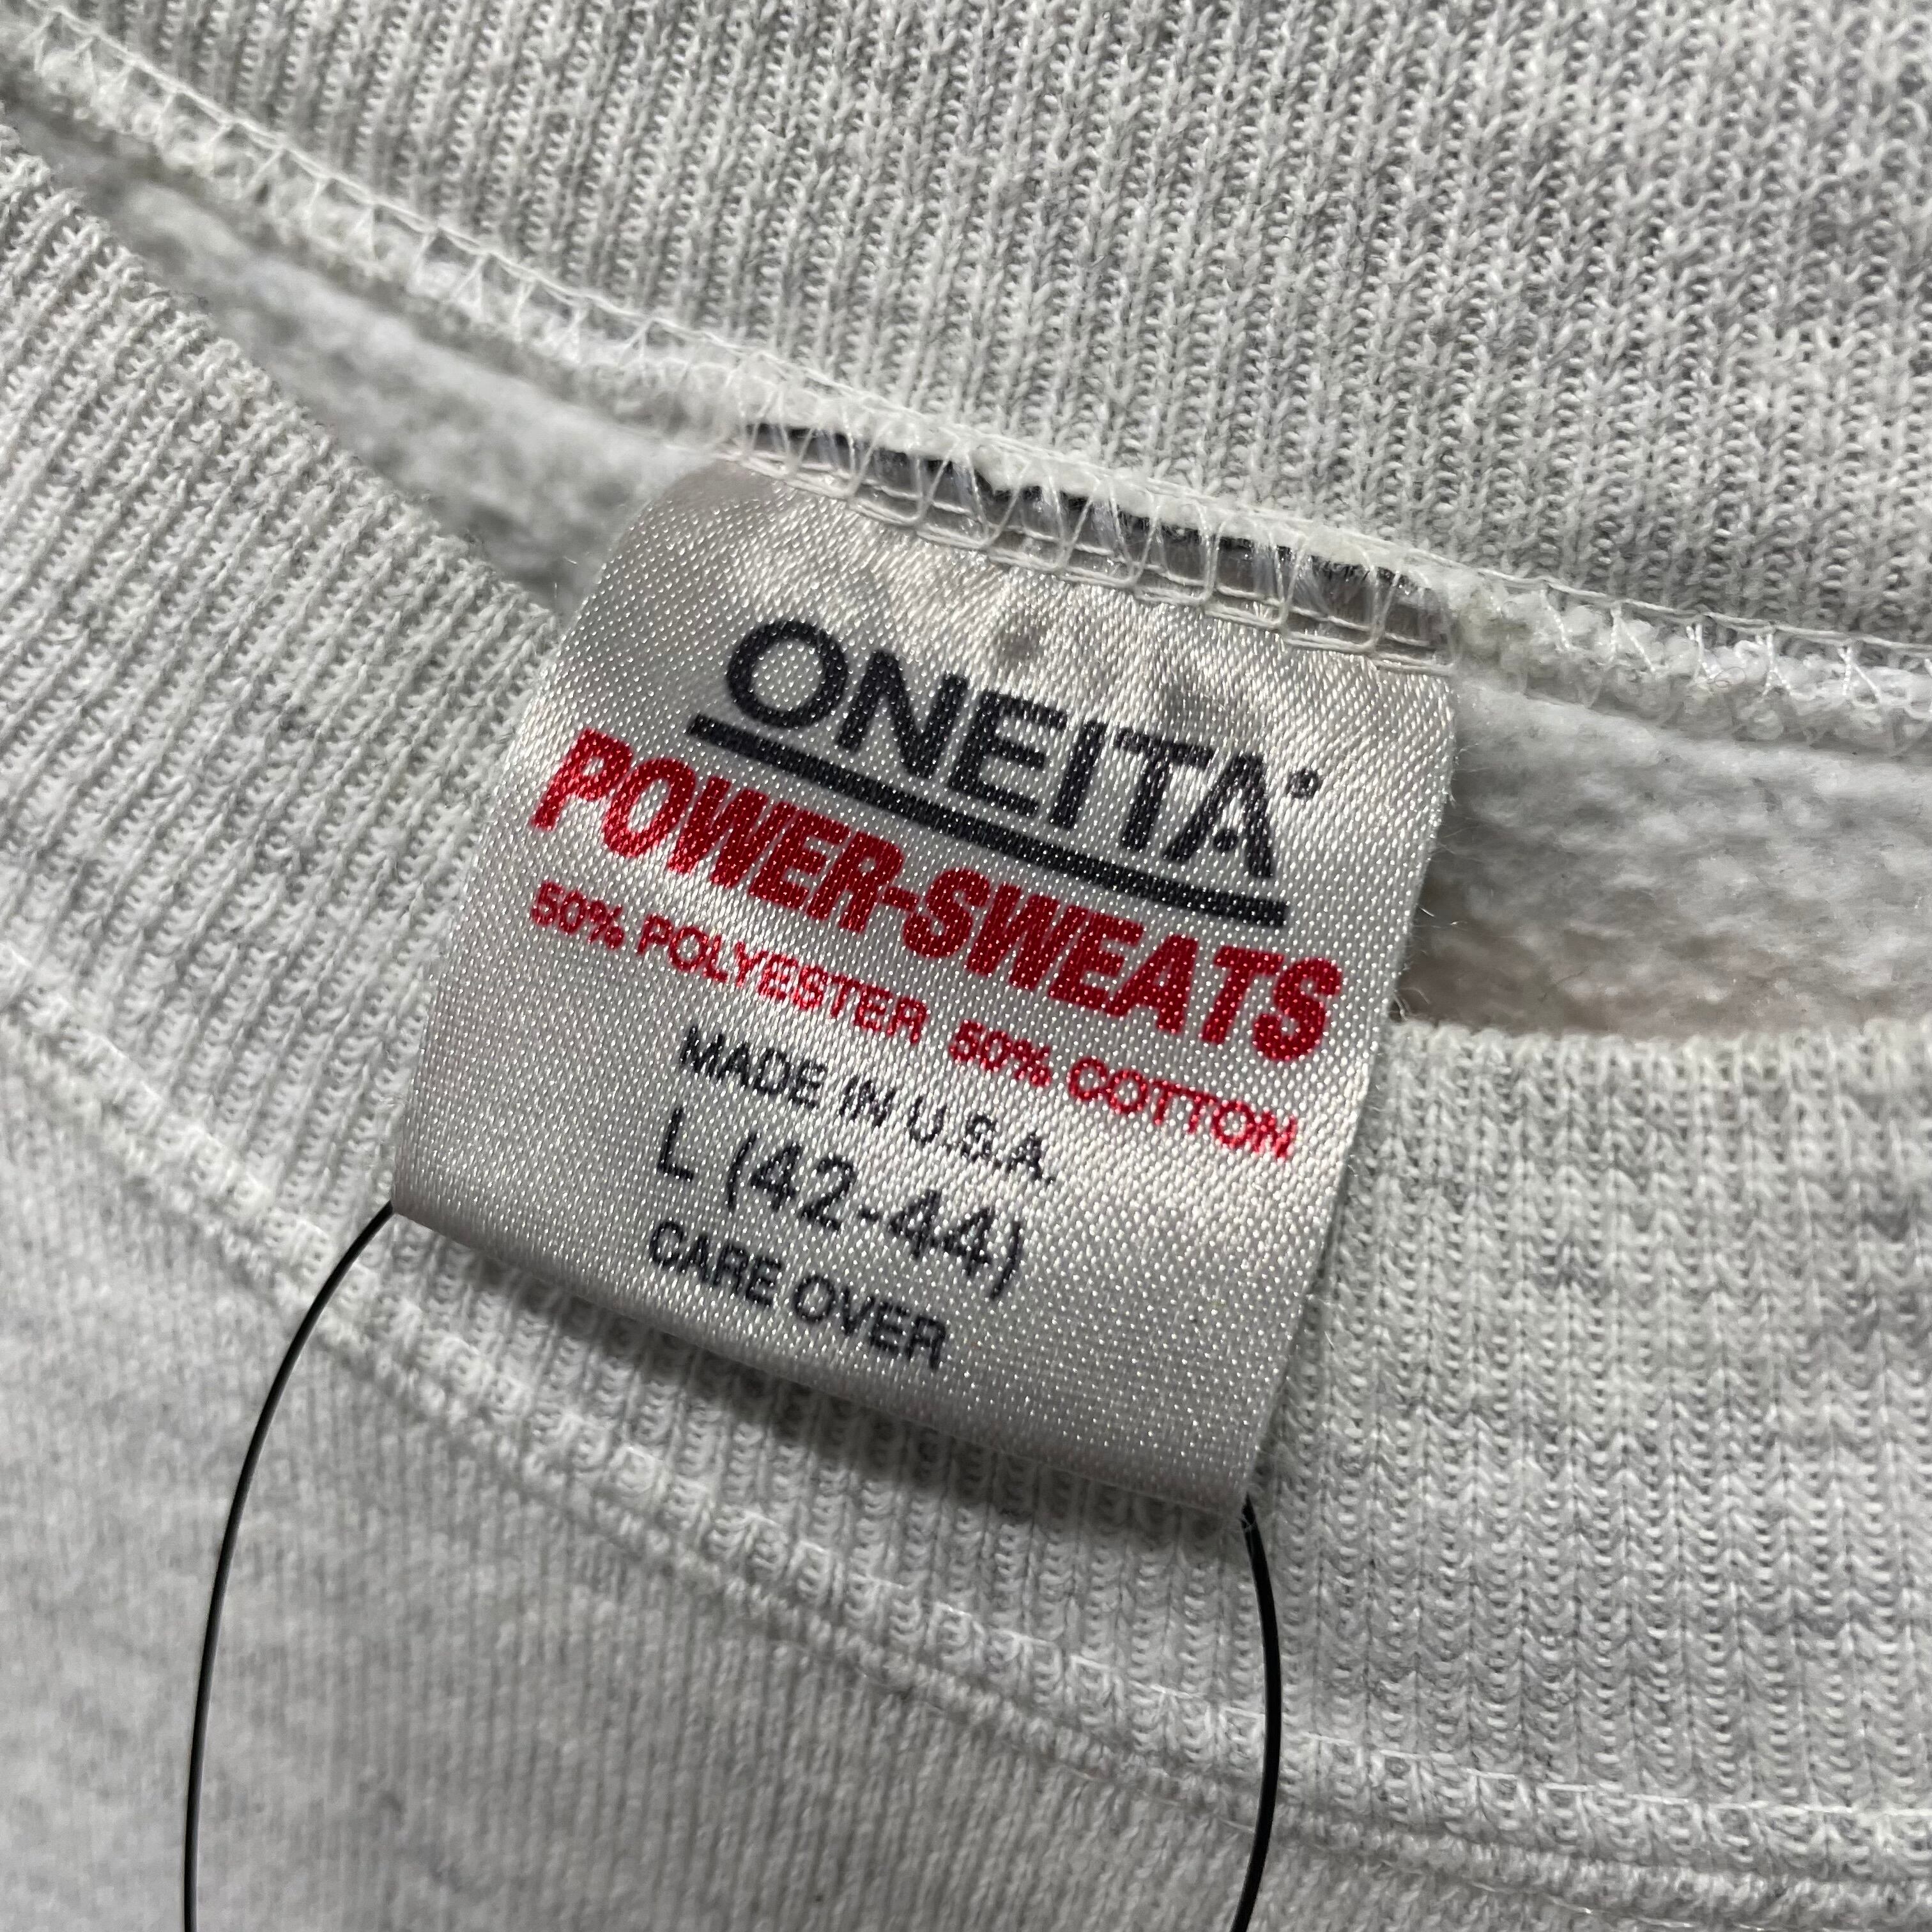 ONEITA
POWER-SWEATS
50% POLYESTER 50% COTTON
MADE IN U.S.A.
L (42-44)
CARE OVER